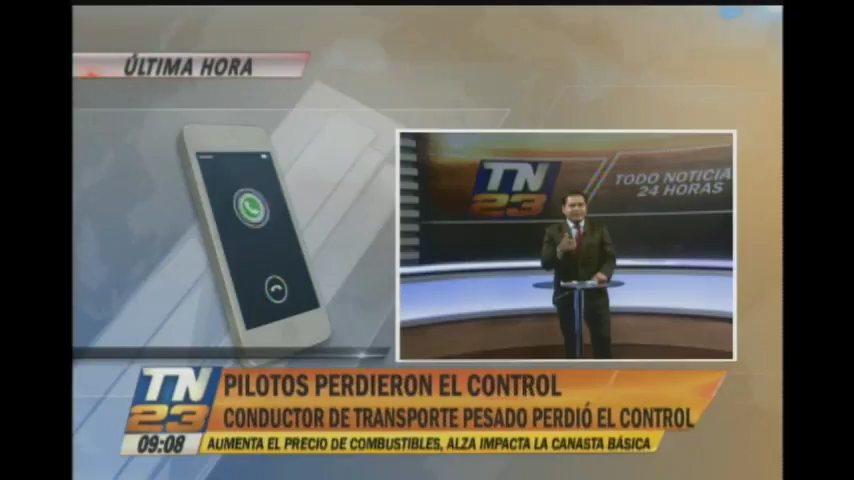 ÚLTIMA HORA
TN
23
TODO NOTICIA
24 HORAS
TN
23
PILOTOS PERDIERON EL CONTROL
CONDUCTOR DE TRANSPORTE PESADO PERDIÓ EL CONTROL
09:08
AUMENTA EL PRECIO DE COMBUSTIBLES, ALZA IMPACTA LA CANASTA BÁSICA